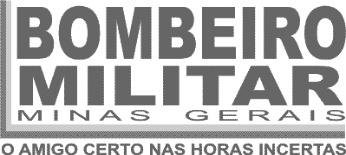 BOMBEIRO
MILITAR
MINAS GERAIS
O AMIGO CERTO NAS HORAS INCERTAS